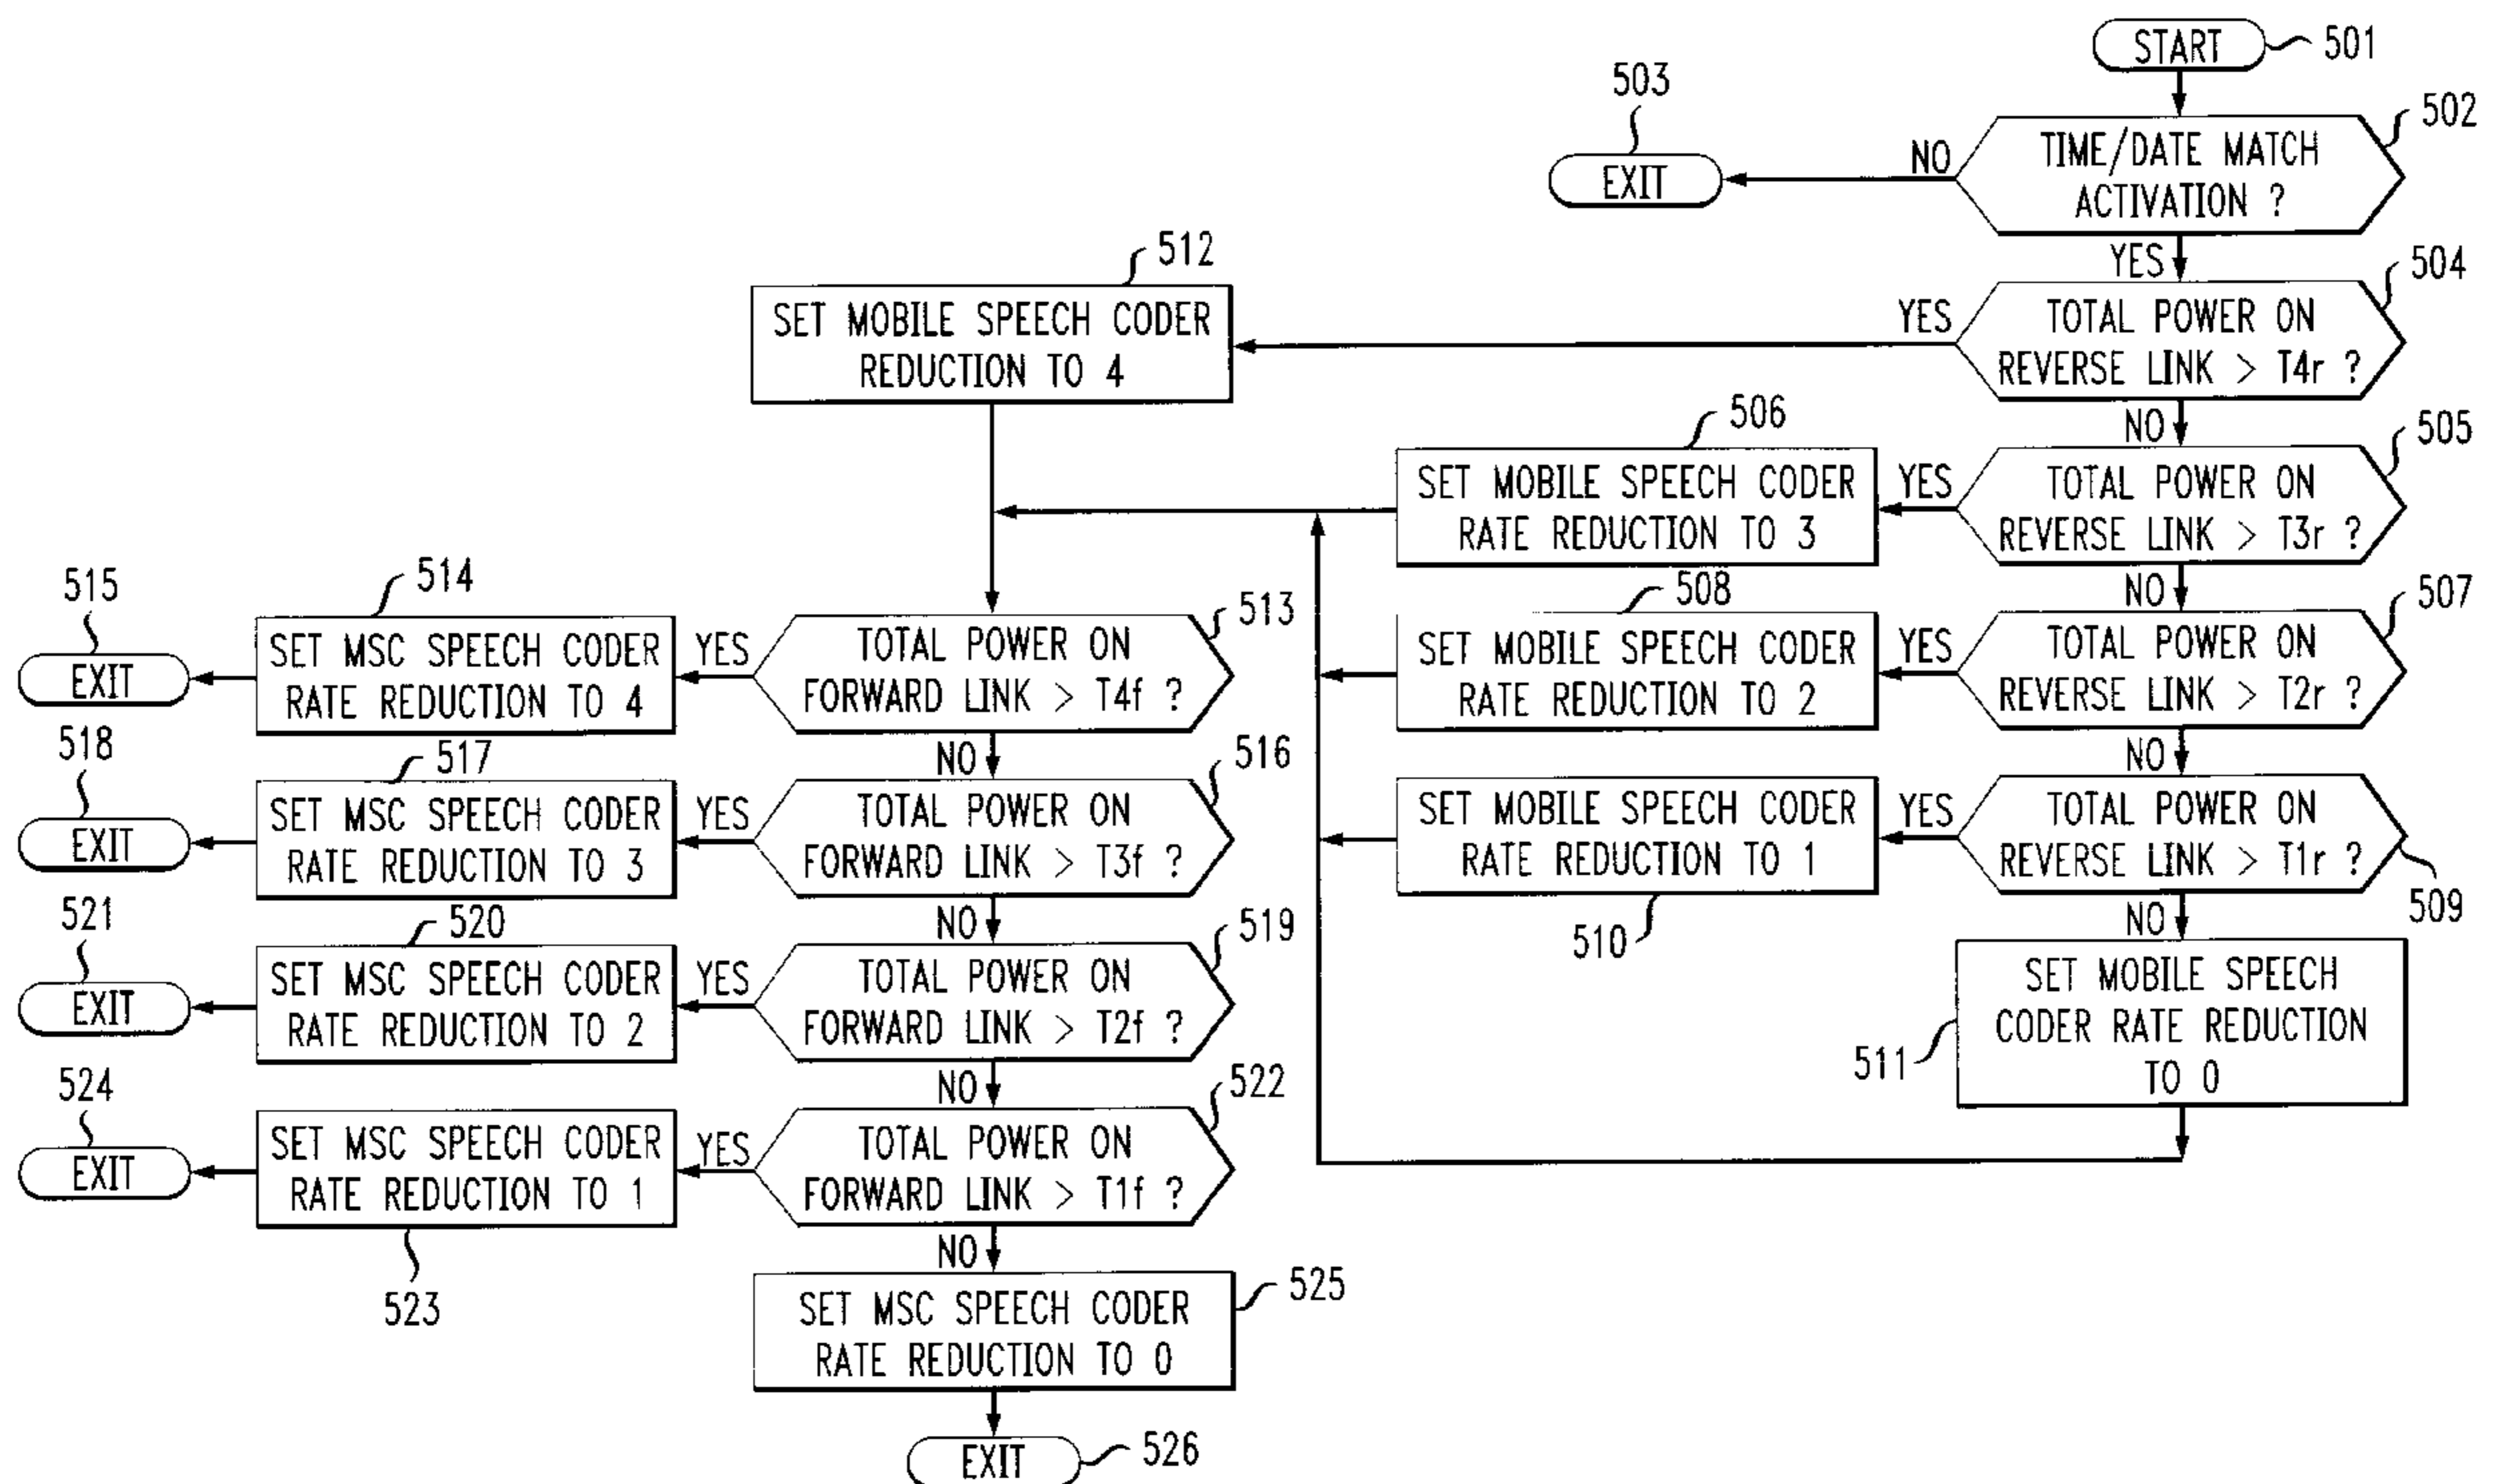 START
501
503
502
TIME/DATE MATCH
ACTIVATION ?
NO
EXIT
YES
512
504
SET MOBILE SPEECH CODER
REDUCTION TO 4
YES
TOTAL POWER ON
REVERSE LINK > T4r ?
NO
506
505
SET MOBILE SPEECH CODER
RATE REDUCTION TO 3
YES
TOTAL POWER ON
REVERSE LINK > T3r ?
NO
508
507
SET MOBILE SPEECH CODER
RATE REDUCTION TO 2
YES
TOTAL POWER ON
REVERSE LINK > T2r ?
NO
SET MOBILE SPEECH CODER
RATE REDUCTION TO 1
510
YES
TOTAL POWER ON
REVERSE LINK > T1r ?
509
NO
SET MOBILE SPEECH
CODER RATE REDUCTION
TO 0
511
515
514
513
EXIT
SET MSC SPEECH CODER
RATE REDUCTION TO 4
YES
TOTAL POWER ON
FORWARD LINK > T4f ?
NO
518
517
516
EXIT
SET MSC SPEECH CODER
RATE REDUCTION TO 3
YES
TOTAL POWER ON
FORWARD LINK > T3f ?
NO
521
520
519
EXIT
SET MSC SPEECH CODER
RATE REDUCTION TO 2
YES
TOTAL POWER ON
FORWARD LINK > T2f ?
NO
524
522
EXIT
SET MSC SPEECH CODER
RATE REDUCTION TO 1
523
YES
TOTAL POWER ON
FORWARD LINK > T1f ?
NO
525
SET MSC SPEECH CODER
RATE REDUCTION TO 0
EXIT
526